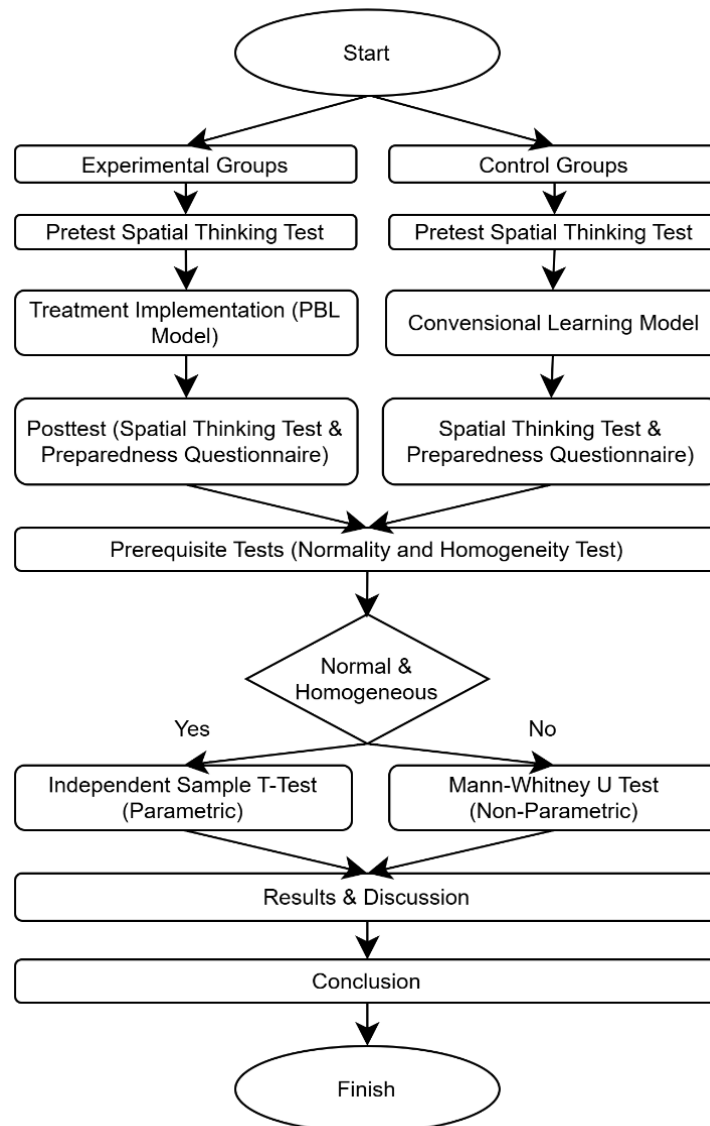 Start
Experimental Groups
Control Groups
Pretest Spatial Thinking Test
Pretest Spatial Thinking Test
Treatment Implementation (PBL
Model)
Convensional Learning Model
Posttest (Spatial Thinking Test &
Preparedness Questionnaire)
Spatial Thinking Test &
Preparedness Questionnaire)
Prerequisite Tests (Normality and Homogeneity Test)
Normal &
Homogeneous
Yes
No
Independent Sample T-Test
(Parametric)
Mann-Whitney U Test
(Non-Parametric)
Results & Discussion
Conclusion
Finish